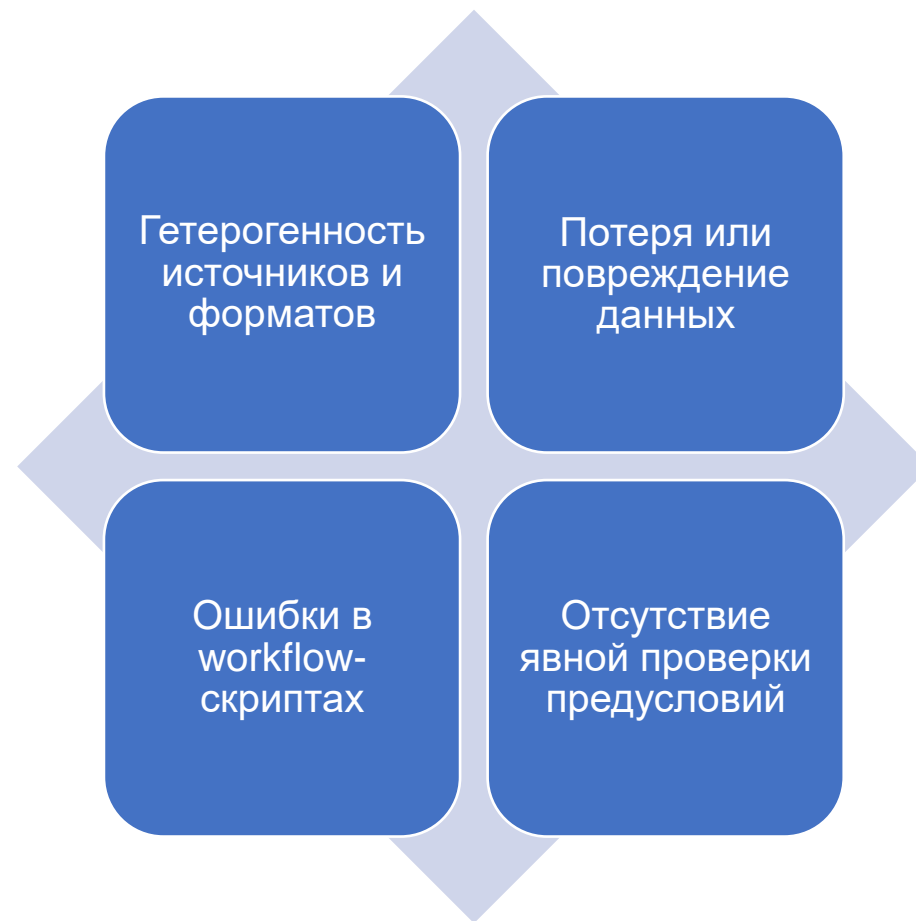 Гетерогенность
источников и
форматов
Потеря или
повреждение
данных
Ошибки в
workflow-
скриптах
Отсутствие
явной проверки
предусловий